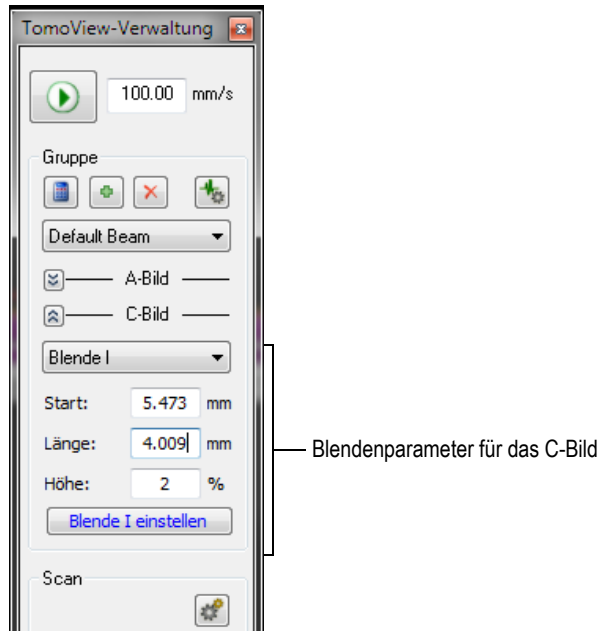 TomoView-Verwaltung
100.00 mm/s
Gruppe
Default Beam
A-Bild
C-Bild
Blende I
Start: 5.473 mm
Länge: 4.009 mm
Blendenparameter für das C-Bild
Höhe: 2 %
Blende I einstellen
Scan